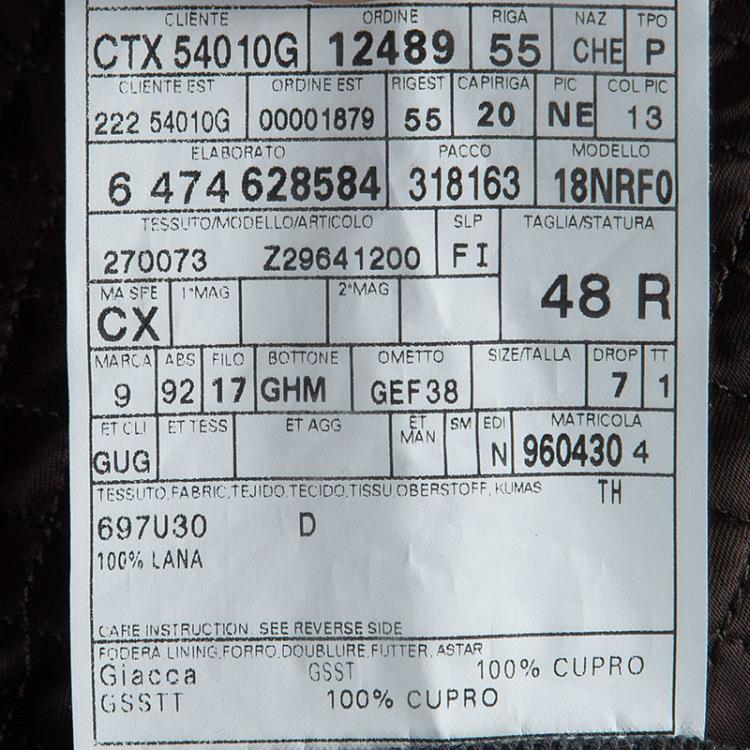 CLIENTE ORDINE RIGA NAZ TPO
CTX 54010G 12489 55 CHE P
CLIENTE EST ORDINE EST RIGEST CAPIRIGA PIC COL PIC
222 54010G 00001879 55 20 NE 13
ELABORATO PACCO MODELLO
6 474 628584 318163 18NRF0
TESSUTO/MODELLO/ARTICOLO SLP TAGLIA/STATURA
270073 Z29641200 FI
48 R
MA SFE 1°MAG 2°MAG
CX
MARCA ABS FILO BOTTONE OMETTO SIZE/TALLA DROP TT
9 92 17 GHM GEF38 7 1
ET CLI ET TESS ET AGG ET MAN SM EDI MATRICOLA
GUG N 960430 4
TESSUTO,FABRIC,TEJIDO,TECIDO,TISSU,OBERSTOFF, KUMAS TH
697U30 D
100% LANA
CARE INSTRUCTION SEE REVERSE SIDE
FODERA,LINING,FORRO,DOUBLURE,FUTTER, ASTAR
Giacca GSST 100% CUPRO
GSSTT 100% CUPRO